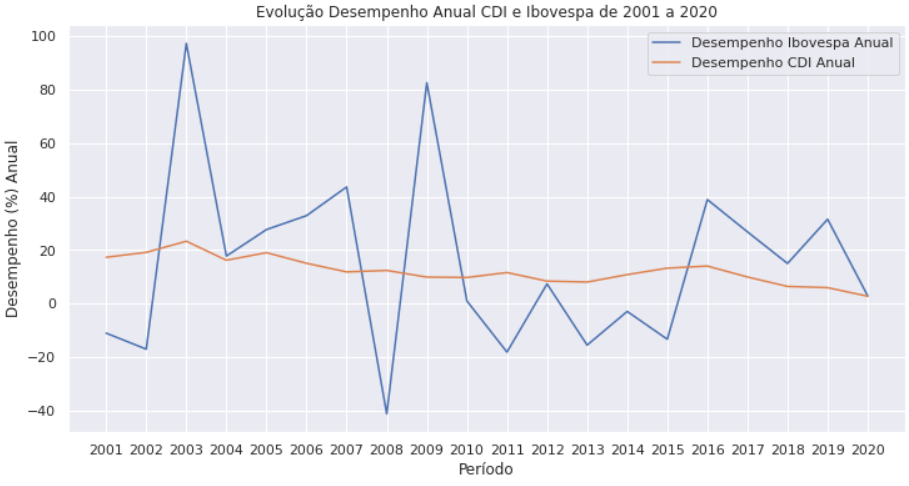 Evolução Desempenho Anual CDI e Ibovespa de 2001 a 2020
Desempenho Ibovespa Anual
Desempenho CDI Anual
Desempenho (%) Anual
100
80
60
40
20
0
−20
−40
2001 2002 2003 2004 2005 2006 2007 2008 2009 2010 2011 2012 2013 2014 2015 2016 2017 2018 2019 2020
Período